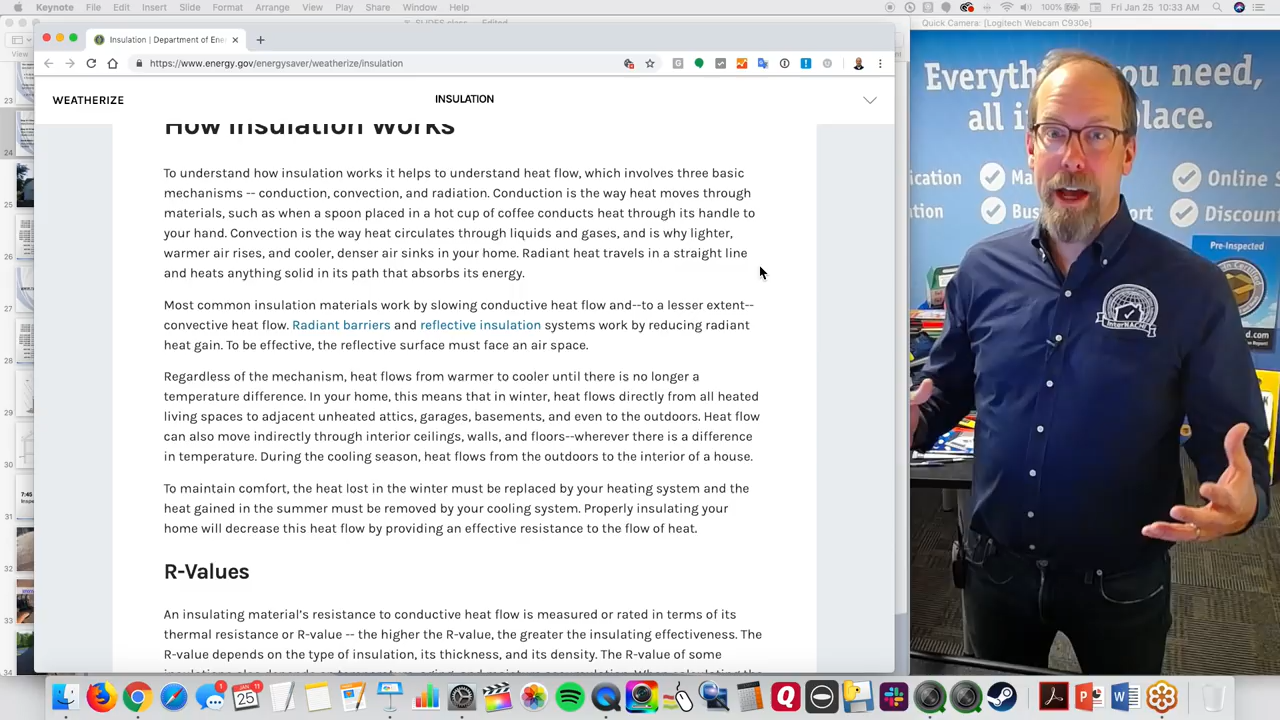 Keynote File Edit Insert Slide Format Arrange View Play Share Window Help
100% Fri Jan 25 10:33 AM
Quick Camera: [Logitech Webcam C930e]
Insulation | Department of Ener
https://www.energy.gov/energysaver/weatherize/insulation
WEATHERIZE
INSULATION
How Insulation Works
To understand how insulation works it helps to understand heat flow, which involves three basic
mechanisms -- conduction, convection, and radiation. Conduction is the way heat moves through
materials, such as when a spoon placed in a hot cup of coffee conducts heat through its handle to
your hand. Convection is the way heat circulates through liquids and gases, and is why lighter,
warmer air rises, and cooler, denser air sinks in your home. Radiant heat travels in a straight line
and heats anything solid in its path that absorbs its energy.
Most common insulation materials work by slowing conductive heat flow and--to a lesser extent--
convective heat flow. Radiant barriers and reflective insulation systems work by reducing radiant
heat gain. To be effective, the reflective surface must face an air space.
Regardless of the mechanism, heat flows from warmer to cooler until there is no longer a
temperature difference. In your home, this means that in winter, heat flows directly from all heated
living spaces to adjacent unheated attics, garages, basements, and even to the outdoors. Heat flow
can also move indirectly through interior ceilings, walls, and floors--wherever there is a difference
in temperature. During the cooling season, heat flows from the outdoors to the interior of a house.
To maintain comfort, the heat lost in the winter must be replaced by your heating system and the
heat gained in the summer must be removed by your cooling system. Properly insulating your
home will decrease this heat flow by providing an effective resistance to the flow of heat.
R-Values
An insulating material's resistance to conductive heat flow is measured or rated in terms of its
thermal resistance or R-value -- the higher the R-value, the greater the insulating effectiveness. The
R-value depends on the type of insulation, its thickness, and its density. The R-value of some
23
24
25
26
27
28
29
30
31
32
33
34
you need,
all
Online S
Discoun
Pre-Inspected
InterNACHI